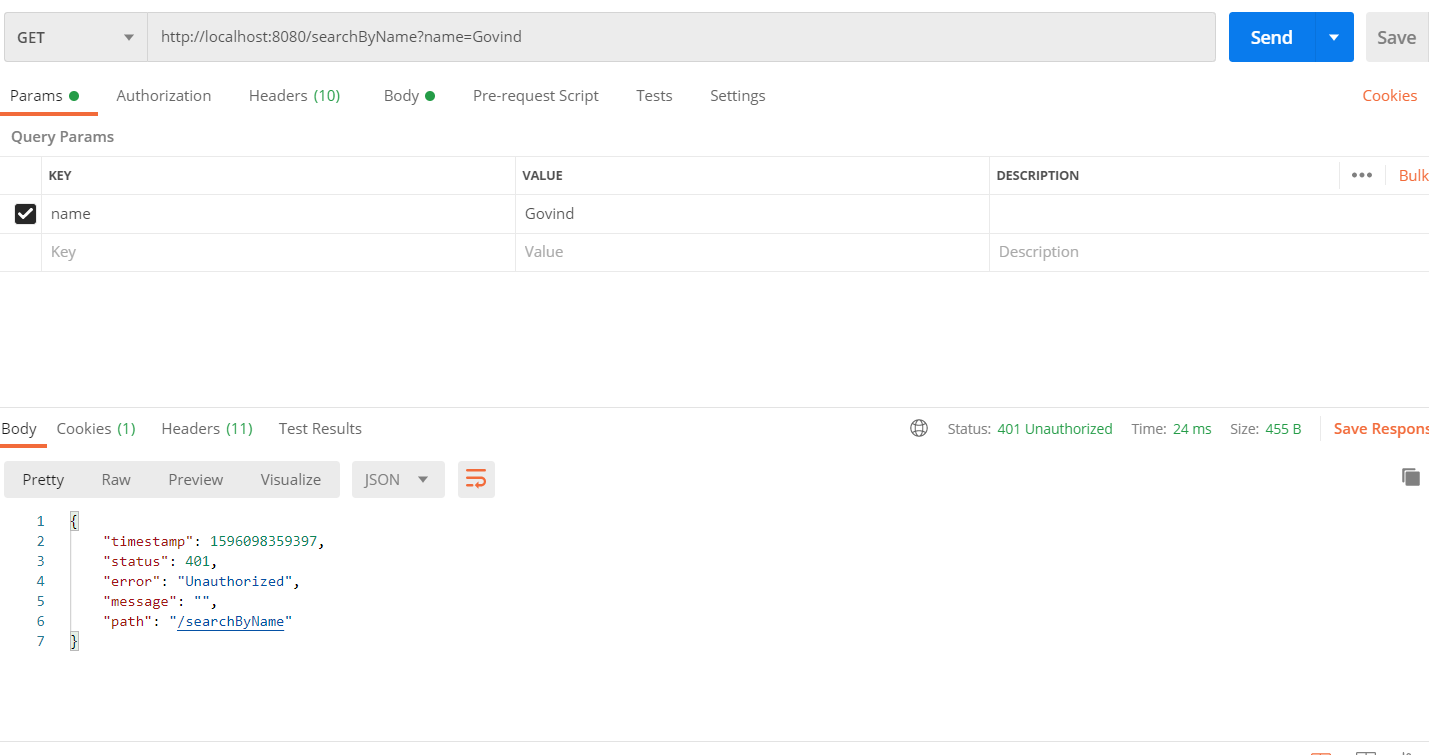 GET http://localhost:8080/searchByName?name=Govind Send Save
Params Authorization Headers (10) Body Pre-request Script Tests Settings Cookies
Query Params
KEY VALUE DESCRIPTION ••• Bulk
name Govind
Key Value Description
Body Cookies (1) Headers (11) Test Results Status: 401 Unauthorized Time: 24 ms Size: 455 B Save Respons
Pretty Raw Preview Visualize JSON
1 {
2 "timestamp": 1596098359397,
3 "status": 401,
4 "error": "Unauthorized",
5 "message": "",
6 "path": "/searchByName"
7 }